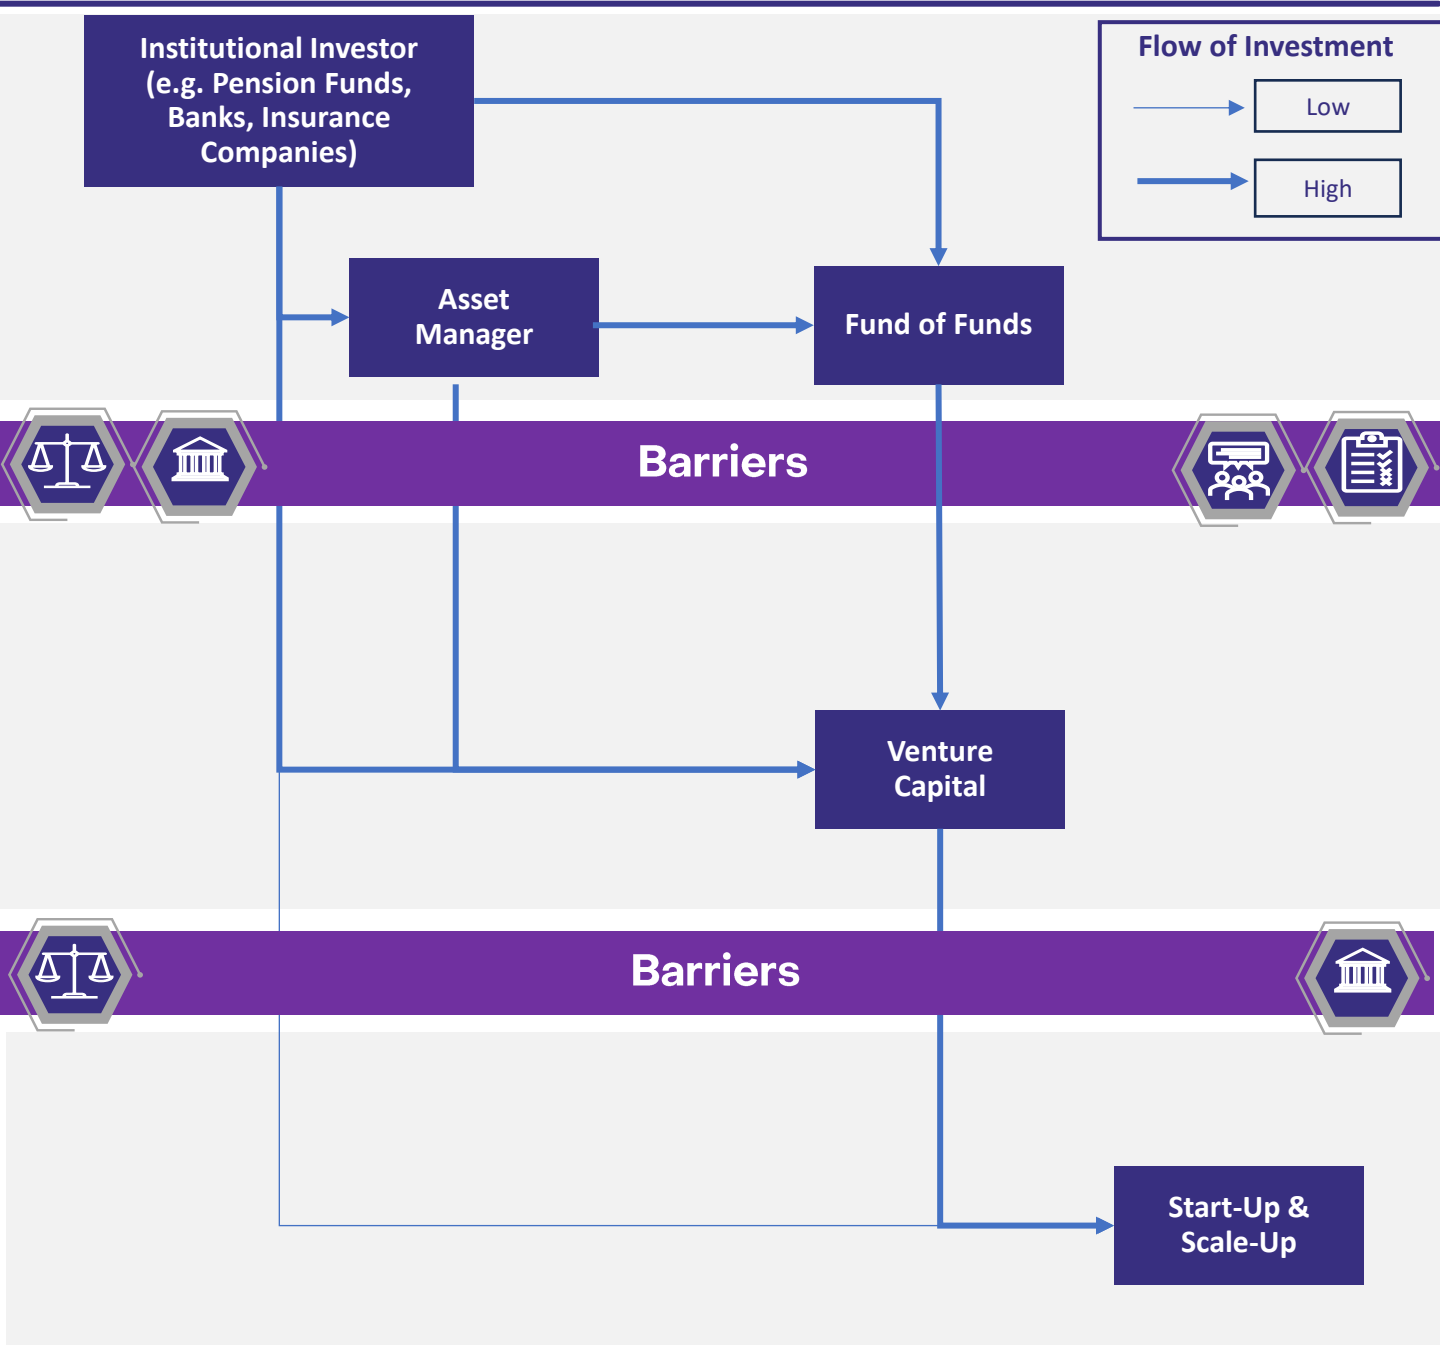 Institutional Investor
(e.g. Pension Funds,
Banks, Insurance
Companies)
Flow of Investment
Low
High
Asset
Manager
Fund of Funds
Barriers
Venture
Capital
Barriers
Start-Up &
Scale-Up